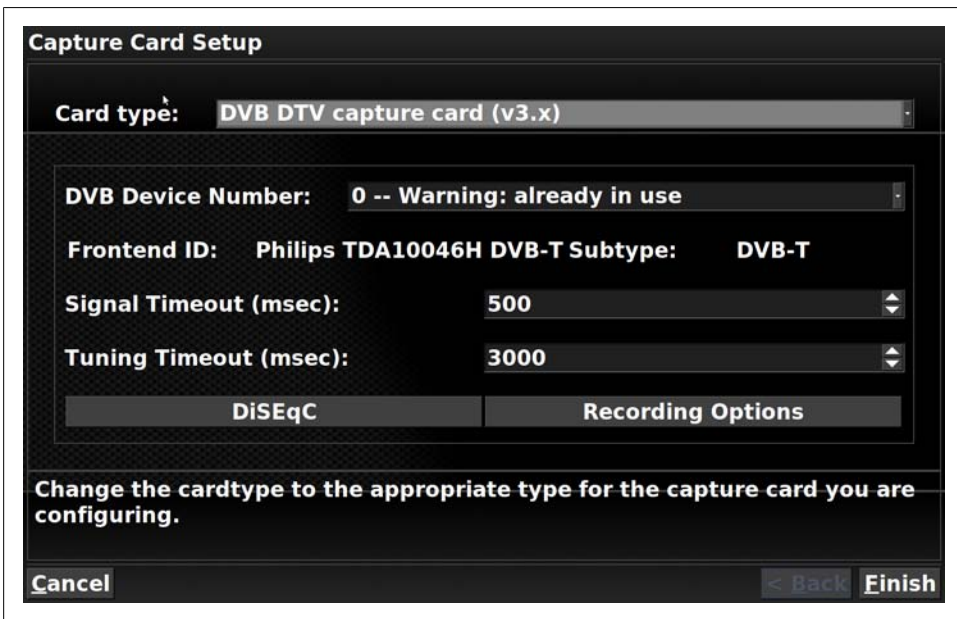 Capture Card Setup
Card type: DVB DTV capture card (v3.x)
DVB Device Number: 0 -- Warning: already in use
Frontend ID: Philips TDA10046H DVB-T Subtype: DVB-T
Signal Timeout (msec): 500
Tuning Timeout (msec): 3000
DiSEqC Recording Options
Change the cardtype to the appropriate type for the capture card you are
configuring.
Cancel < Back Finish